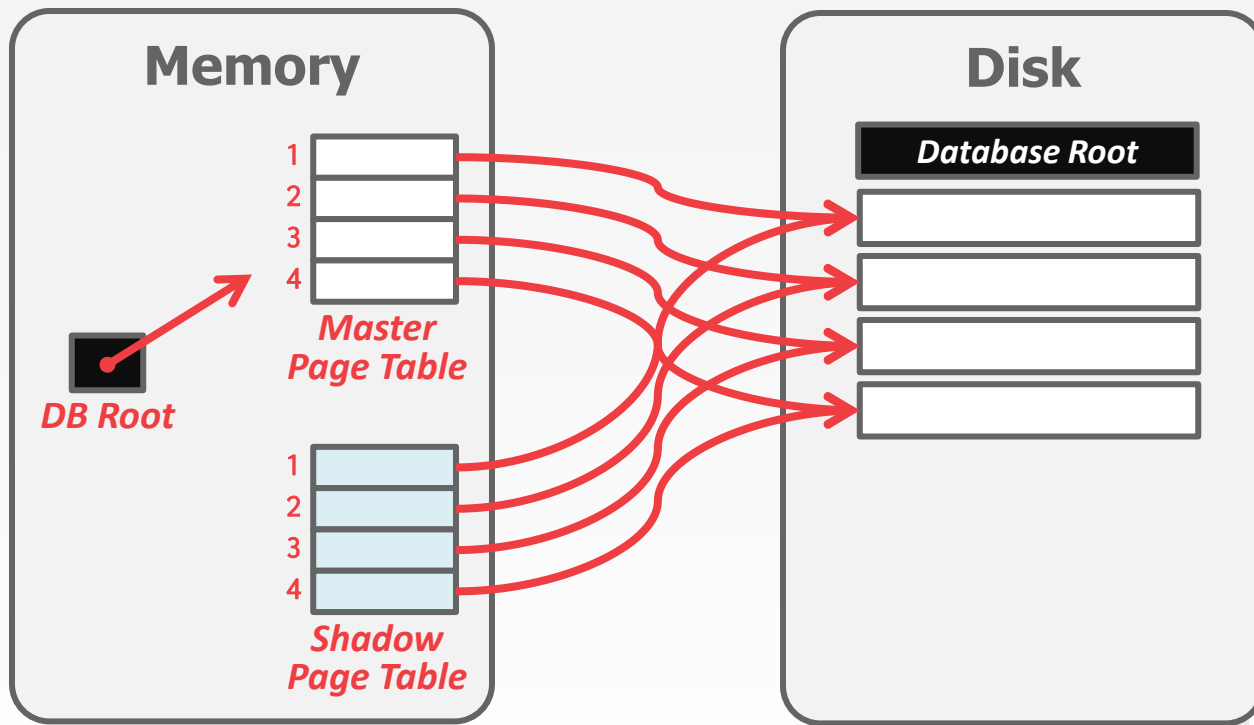 Memory
1
2
3
4
Master
Page Table
DB Root
1
2
3
4
Shadow
Page Table
Disk
Database Root